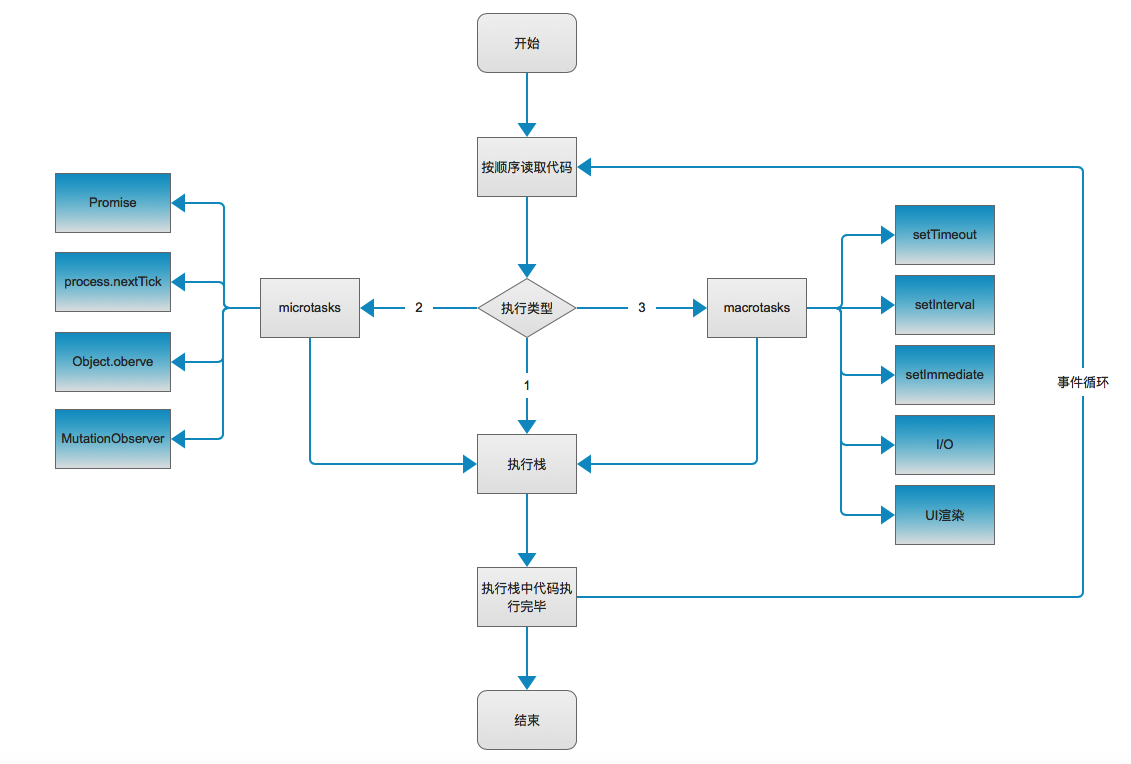 开始
按顺序读取代码
Promise
process.nextTick
Object.oberve
MutationObserver
microtasks
2
执行类型
3
macrotasks
setTimeout
setInterval
setImmediate
I/O
UI渲染
事件循环
1
执行栈
执行栈中代码执
行完毕
结束